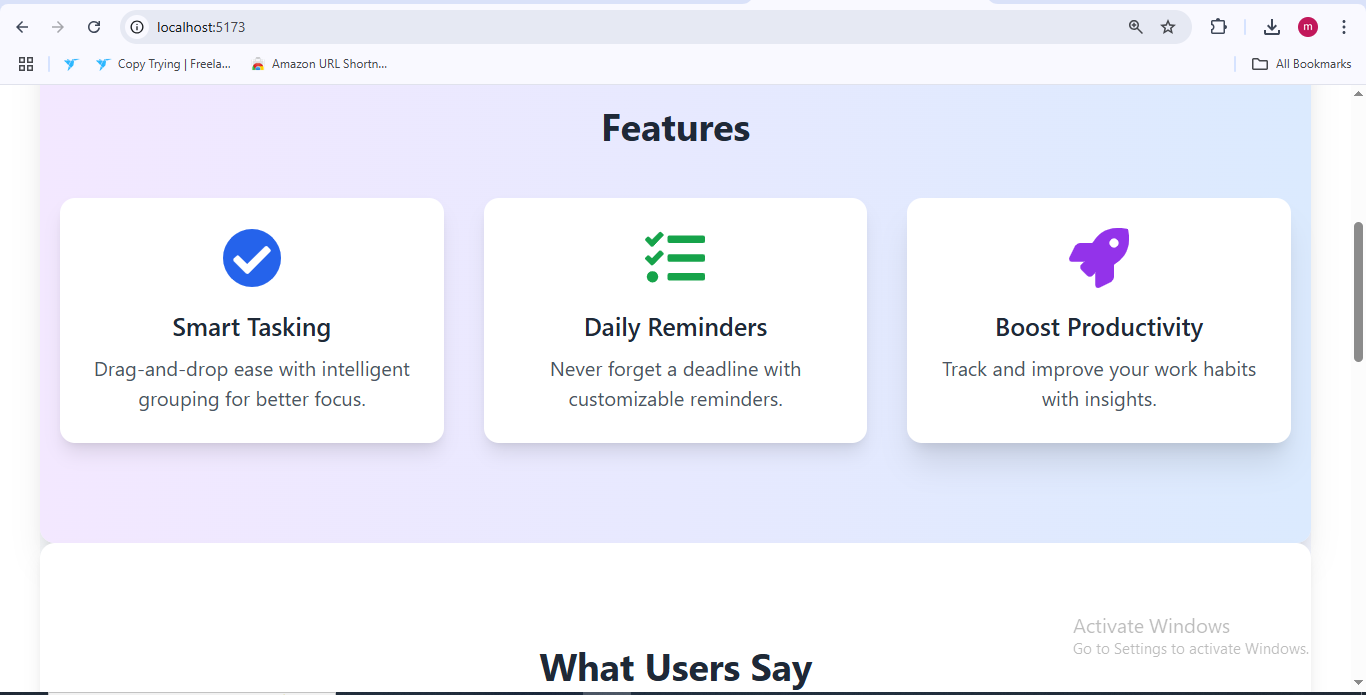 localhost:5173
m
Copy Trying | Freela...
Amazon URL Shortn...
All Bookmarks
Features
Smart Tasking
Drag-and-drop ease with intelligent
grouping for better focus.
Daily Reminders
Never forget a deadline with
customizable reminders.
Boost Productivity
Track and improve your work habits
with insights.
What Users Say
Activate Windows
Go to Settings to activate Windows.